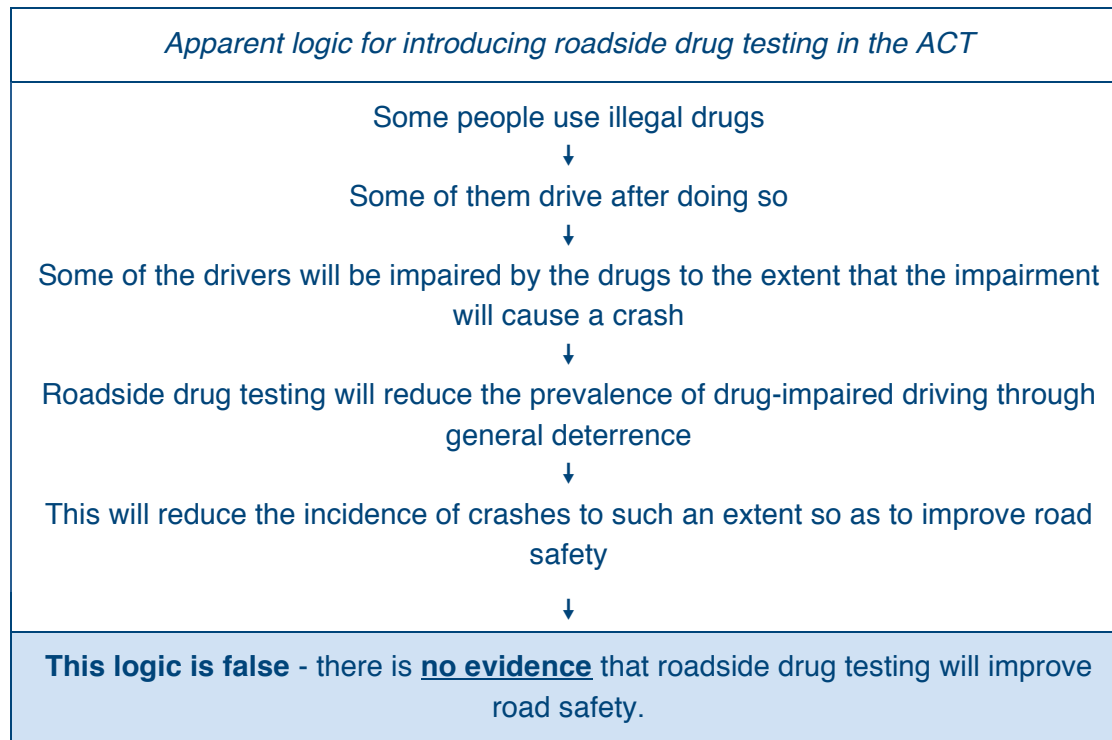 Apparent logic for introducing roadside drug testing in the ACT
Some people use illegal drugs
↓
Some of them drive after doing so
↓
Some of the drivers will be impaired by the drugs to the extent that the impairment
will cause a crash
↓
Roadside drug testing will reduce the prevalence of drug-impaired driving through
general deterrence
↓
This will reduce the incidence of crashes to such an extent so as to improve road
safety
↓
This logic is false - there is no evidence that roadside drug testing will improve
road safety.